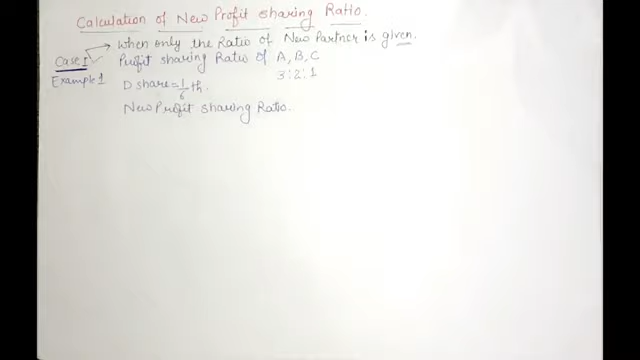 Calculation of New Profit sharing Ratio.
Case I → When only the Ratio of New Partner is given.
Example 1 Profit sharing Ratio of A, B, C
3:2:1
D share = 1/6 th.
New Profit sharing Ratio.